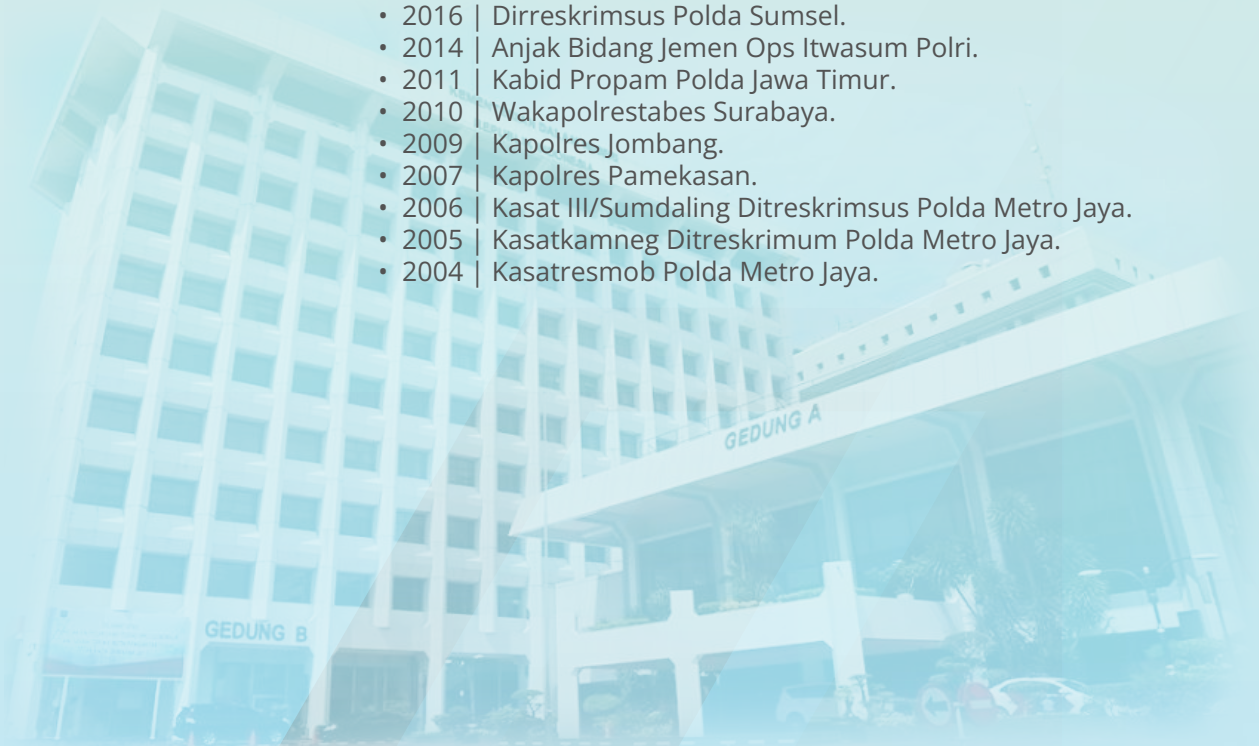 • 2016 | Dirreskrimsus Polda Sumsel.
• 2014 | Anjak Bidang Jemen Ops Itwasum Polri.
• 2011 | Kabid Propam Polda Jawa Timur.
• 2010 | Wakapolrestabes Surabaya.
• 2009 | Kapolres Jombang.
• 2007 | Kapolres Pamekasan.
• 2006 | Kasat III/Sumdaling Ditreskrimsus Polda Metro Jaya.
• 2005 | Kasatkamneg Ditreskrimum Polda Metro Jaya.
• 2004 | Kasatresmob Polda Metro Jaya.
GEDUNG A
GEDUNG B